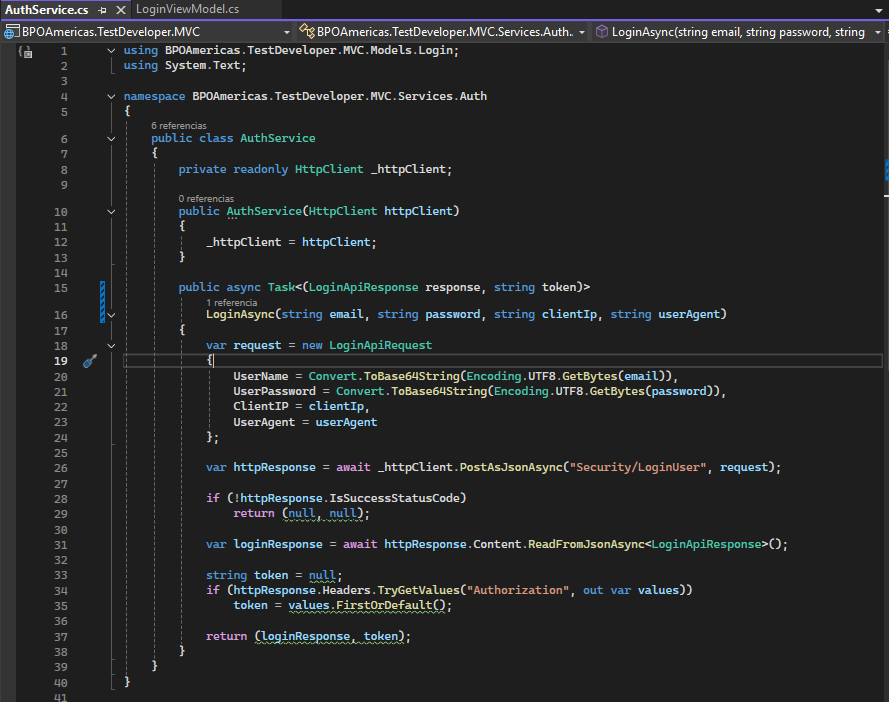 AuthService.cs
LoginViewModel.cs
BPOAmericas.TestDeveloper.MVC
BPOAmericas.TestDeveloper.MVC.Services.Auth..
LoginAsync(string email, string password, string
1 using BPOAmericas.TestDeveloper.MVC.Models.Login;
2 using System.Text;
3
4 namespace BPOAmericas.TestDeveloper.MVC.Services.Auth
5 {
6 referencias
6 public class AuthService
7 {
8 private readonly HttpClient _httpClient;
9
0 referencias
10 public AuthService(HttpClient httpClient)
11 {
12 _httpClient = httpClient;
13 }
14
15 public async Task<(LoginApiResponse response, string token)>
1 referencia
16 LoginAsync(string email, string password, string clientIp, string userAgent)
17 {
18 var request = new LoginApiRequest
19 {
20 UserName = Convert.ToBase64String(Encoding.UTF8.GetBytes(email)),
21 UserPassword = Convert.ToBase64String(Encoding.UTF8.GetBytes(password)),
22 ClientIP = clientIp,
23 UserAgent = userAgent
24 };
25
26 var httpResponse = await _httpClient.PostAsJsonAsync("Security/LoginUser", request);
27
28 if (!httpResponse.IsSuccessStatusCode)
29 return (null, null);
30
31 var loginResponse = await httpResponse.Content.ReadFromJsonAsync<LoginApiResponse>();
32
33 string token = null;
34 if (httpResponse.Headers.TryGetValues("Authorization", out var values))
35 token = values.FirstOrDefault();
36
37 return (loginResponse, token);
38 }
39 }
40 }
41